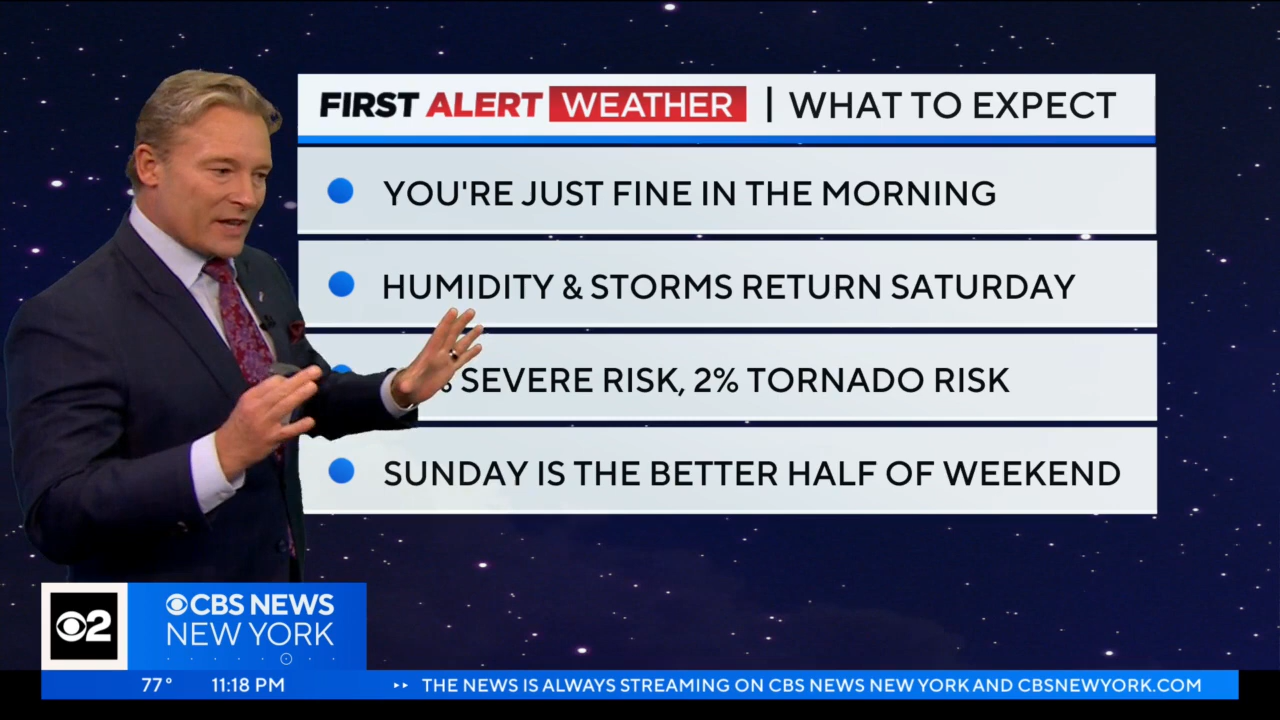 FIRST ALERT WEATHER | WHAT TO EXPECT
YOU'RE JUST FINE IN THE MORNING
HUMIDITY & STORMS RETURN SATURDAY
% SEVERE RISK, 2% TORNADO RISK
SUNDAY IS THE BETTER HALF OF WEEKEND
2
CBS NEWS
NEW YORK
77° 11:18 PM THE NEWS IS ALWAYS STREAMING ON CBS NEWS NEW YORK AND CBSNEWYORK.COM